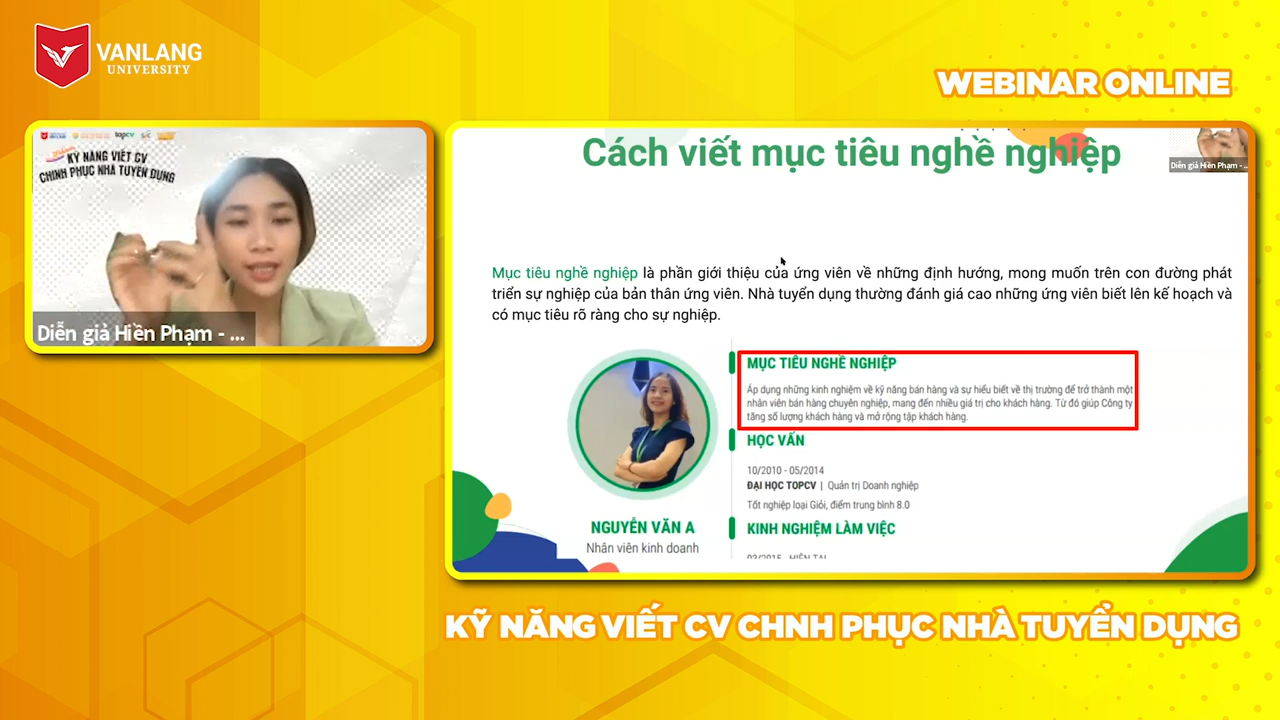 VANLANG
UNIVERSITY
WEBINAR ONLINE
topcv
KỸ NĂNG VIẾT CV
CHINH PHỤC NHÀ TUYỂN DỤNG
Diễn giả Hiền Phạm - ...
Cách viết mục tiêu nghề nghiệp
Diễn giả Hiền Phạm - ...
Mục tiêu nghề nghiệp là phần giới thiệu của ứng viên về những định hướng, mong muốn trên con đường phát
triển sự nghiệp của bản thân ứng viên. Nhà tuyển dụng thường đánh giá cao những ứng viên biết lên kế hoạch và
có mục tiêu rõ ràng cho sự nghiệp.
MỤC TIÊU NGHỀ NGHIỆP
Áp dụng những kinh nghiệm về kỹ năng bán hàng và sự hiểu biết về thị trường để trở thành một
nhân viên bán hàng chuyên nghiệp, mang đến nhiều giá trị cho khách hàng. Từ đó giúp Công ty
tăng số lượng khách hàng và mở rộng tập khách hàng.
HỌC VẤN
10/2010 - 05/2014
ĐẠI HỌC TOPCV | Quản trị Doanh nghiệp
Tốt nghiệp loại Giỏi, điểm trung bình 8.0
NGUYỄN VĂN A
Nhân viên kinh doanh
KINH NGHIỆM LÀM VIỆC
03/2015 - HIỆN TẠI
KỸ NĂNG VIẾT CV CHNH PHỤC NHÀ TUYỂN DỤNG